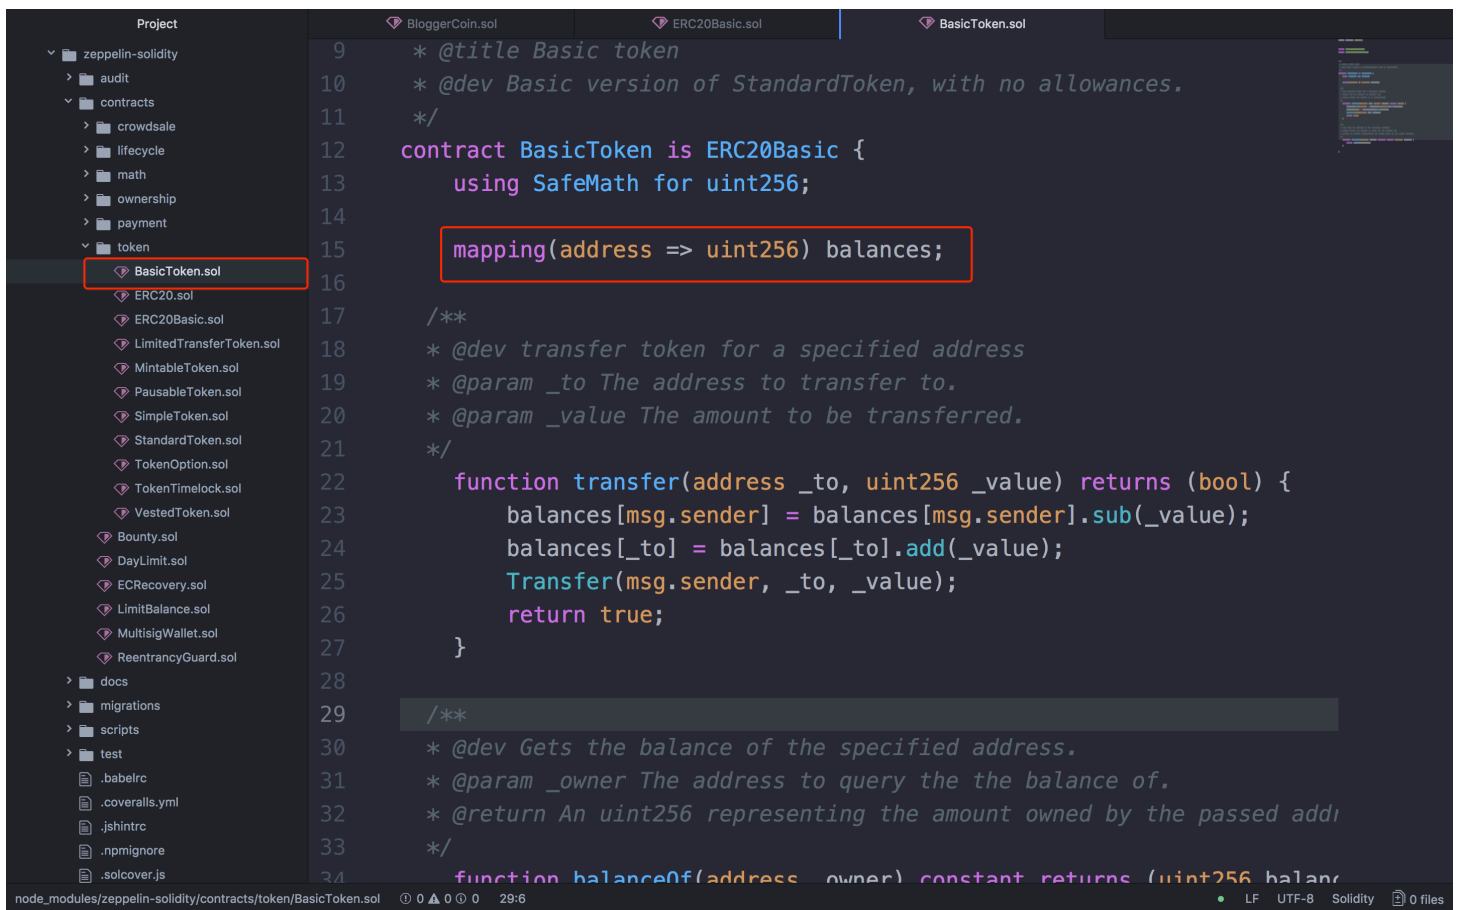 Project
BloggerCoin.sol
ERC20Basic.sol
BasicToken.sol
zeppelin-solidity
audit
contracts
crowdsale
lifecycle
math
ownership
payment
token
BasicToken.sol
ERC20.sol
ERC20Basic.sol
LimitedTransferToken.sol
MintableToken.sol
PausableToken.sol
SimpleToken.sol
StandardToken.sol
TokenOption.sol
TokenTimelock.sol
VestedToken.sol
Bounty.sol
DayLimit.sol
ECRecovery.sol
LimitBalance.sol
MultisigWallet.sol
ReentrancyGuard.sol
docs
migrations
scripts
test
.babelrc
.coveralls.yml
.jshintrc
.npmignore
.solcover.js
9 * @title Basic token
10 * @dev Basic version of StandardToken, with no allowances.
11 */
12 contract BasicToken is ERC20Basic {
13 using SafeMath for uint256;
14
15 mapping(address => uint256) balances;
16
17 /**
18 * @dev transfer token for a specified address
19 * @param _to The address to transfer to.
20 * @param _value The amount to be transferred.
21 */
22 function transfer(address _to, uint256 _value) returns (bool) {
23 balances[msg.sender] = balances[msg.sender].sub(_value);
24 balances[_to] = balances[_to].add(_value);
25 Transfer(msg.sender, _to, _value);
26 return true;
27 }
28
29 /**
30 * @dev Gets the balance of the specified address.
31 * @param _owner The address to query the the balance of.
32 * @return An uint256 representing the amount owned by the passed addr
33 */
34 function balanceOf(address _owner) constant returns (uint256 balanc
node_modules/zeppelin-solidity/contracts/token/BasicToken.sol 0 0 0 29:6 LF UTF-8 Solidity 0 files